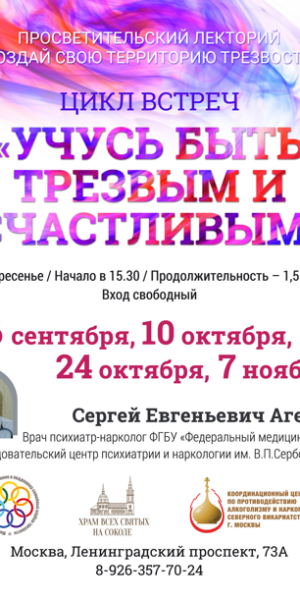 ПРОСВЕТИТЕЛЬСКИЙ ЛЕКТОРИЙ
ОЗДАЙ СВОЮ ТЕРРИТОРИЮ ТРЕЗВОСТ
ЦИКЛ ВСТРЕЧ
«УЧУСЬ БЫТЬ
ТРЕЗВЫМ И
СЧАСТЛИВЫМ
ресенье / Начало в 15.30 / Продолжительность – 1,5
Вход свободный
сентября, 10 октября,
24 октября, 7 нояб
Сергей Евгеньевич Аге
Врач психиатр-нарколог ФГБУ «Федеральный медицин
довательский центр психиатрии и наркологии им. В.П.Сербс
ХРАМ ВСЕХ СВЯТЫХ
НА СОКОЛЕ
КООРДИНАЦИОННЫЙ ЦЕН
ПО ПРОТИВОДЕЙСТВИЮ
АЛКОГОЛИЗМУ И НАРКО
СЕВЕРНОГО ВИКАРИАТСТВ
Г. МОСКВЫ
Москва, Ленинградский проспект, 73А
8-926-357-70-24